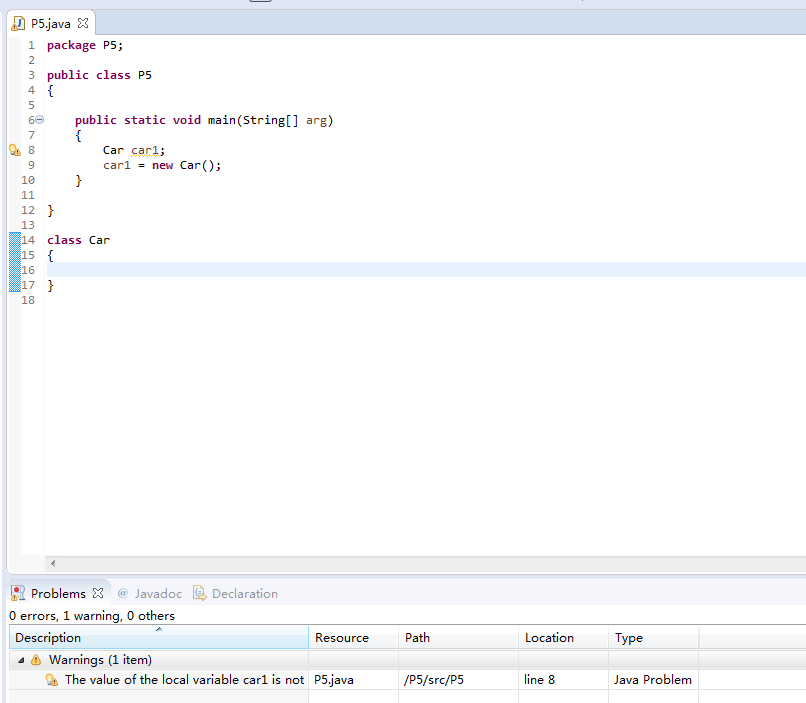 P5.java
1 package P5;
2
3 public class P5
4 {
5
6 public static void main(String[] arg)
7 {
8 Car car1;
9 car1 = new Car();
10 }
11
12 }
13
14 class Car
15 {
16
17 }
18
Problems @ Javadoc Declaration
0 errors, 1 warning, 0 others
Description Resource Path Location Type
Warnings (1 item)
The value of the local variable car1 is not P5.java /P5/src/P5 line 8 Java Problem